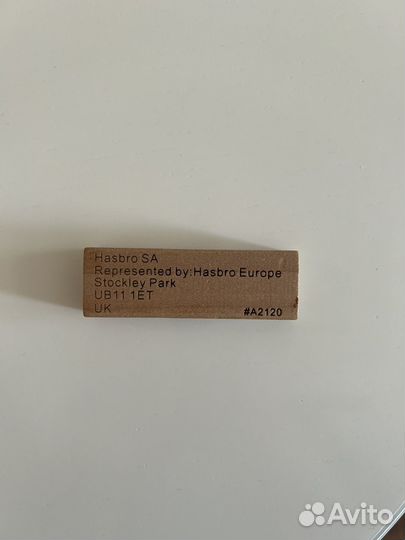 Hasbro SA
Represented by:Hasbro Europe
Stockley Park
UB11 1ET
UK #A2120
Avito